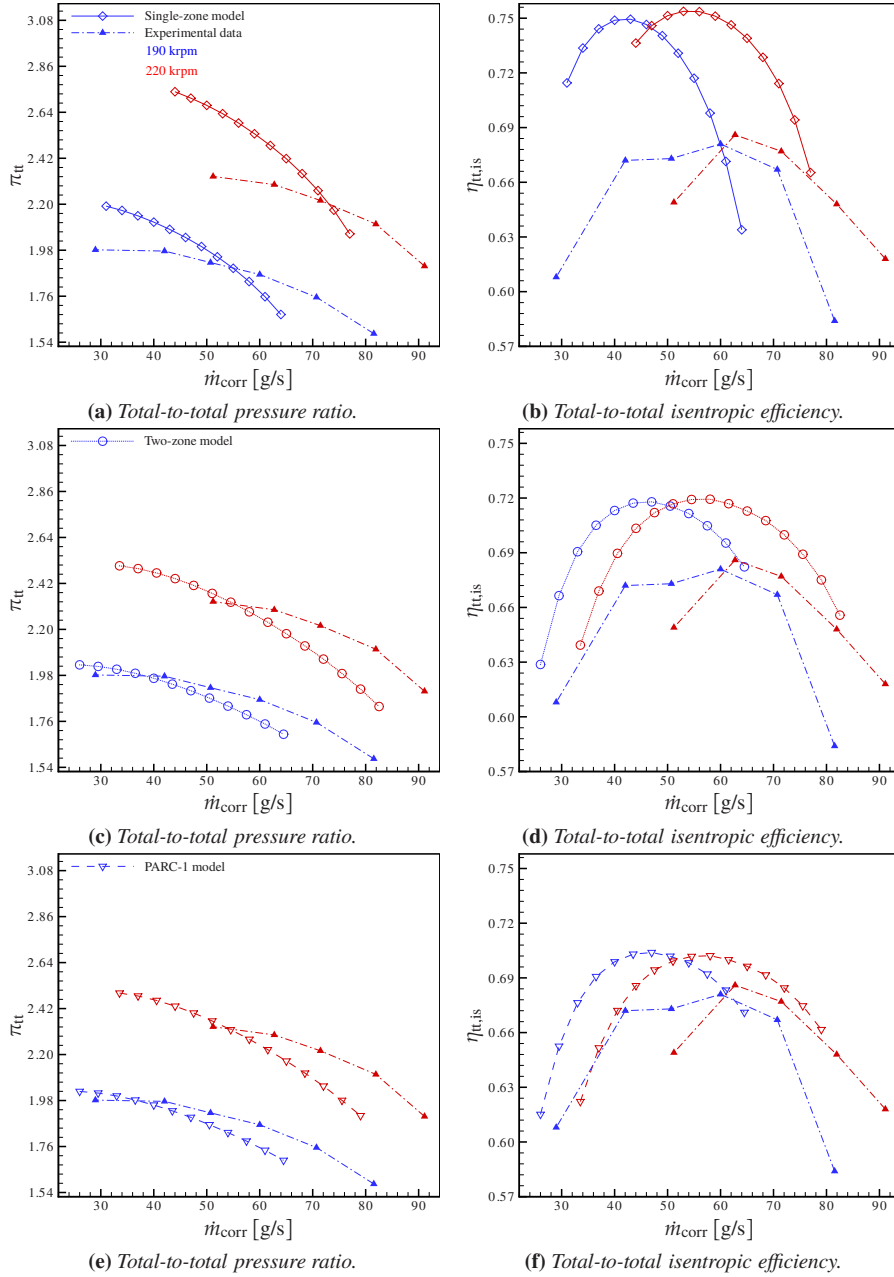 3.08
2.86
2.64
2.42
2.20
1.98
1.76
1.54
π_tt
Single-zone model
Experimental data
190 krpm
220 krpm
30 40 50 60 70 80 90
ṁ_corr [g/s]
(a) Total-to-total pressure ratio.
0.75
0.72
0.69
0.66
0.63
0.60
0.57
η_tt,is
30 40 50 60 70 80 90
ṁ_corr [g/s]
(b) Total-to-total isentropic efficiency.
3.08
2.86
2.64
2.42
2.20
1.98
1.76
1.54
π_tt
Two-zone model
30 40 50 60 70 80 90
ṁ_corr [g/s]
(c) Total-to-total pressure ratio.
0.75
0.72
0.69
0.66
0.63
0.60
0.57
η_tt,is
30 40 50 60 70 80 90
ṁ_corr [g/s]
(d) Total-to-total isentropic efficiency.
3.08
2.86
2.64
2.42
2.20
1.98
1.76
1.54
π_tt
PARC-1 model
30 40 50 60 70 80 90
ṁ_corr [g/s]
(e) Total-to-total pressure ratio.
0.75
0.72
0.69
0.66
0.63
0.60
0.57
η_tt,is
30 40 50 60 70 80 90
ṁ_corr [g/s]
(f) Total-to-total isentropic efficiency.